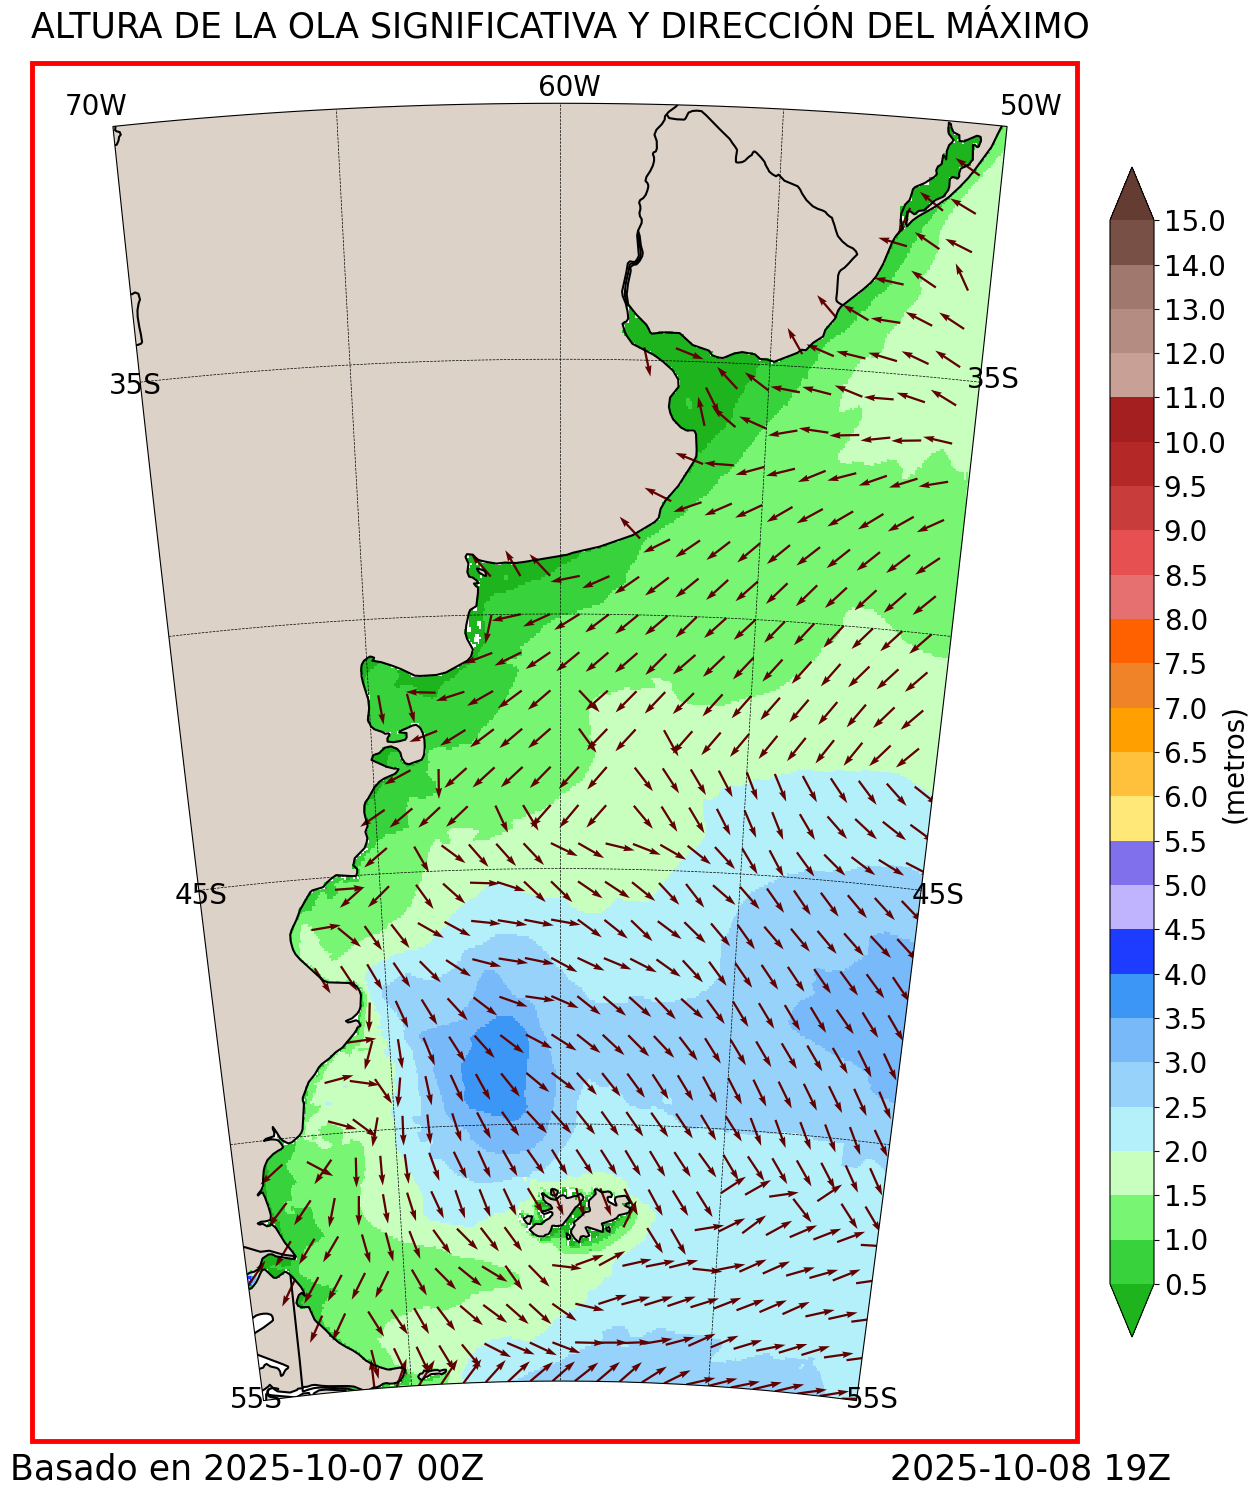 ALTURA DE LA OLA SIGNIFICATIVA Y DIRECCIÓN DEL MÁXIMO
70W
60W
50W
35S
35S
45S
45S
55S
55S
15.0
14.0
13.0
12.0
11.0
10.0
9.5
9.0
8.5
8.0
7.5
7.0
6.5
6.0
5.5
5.0
4.5
4.0
3.5
3.0
2.5
2.0
1.5
1.0
0.5
(metros)
Basado en 2025-10-07 00Z
2025-10-08 19Z